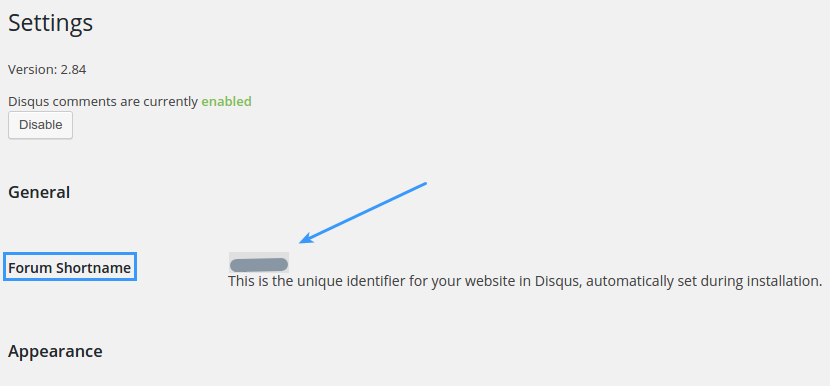 Settings
Version: 2.84
Disqus comments are currently enabled
Disable
General
Forum Shortname
This is the unique identifier for your website in Disqus, automatically set during installation.
Appearance